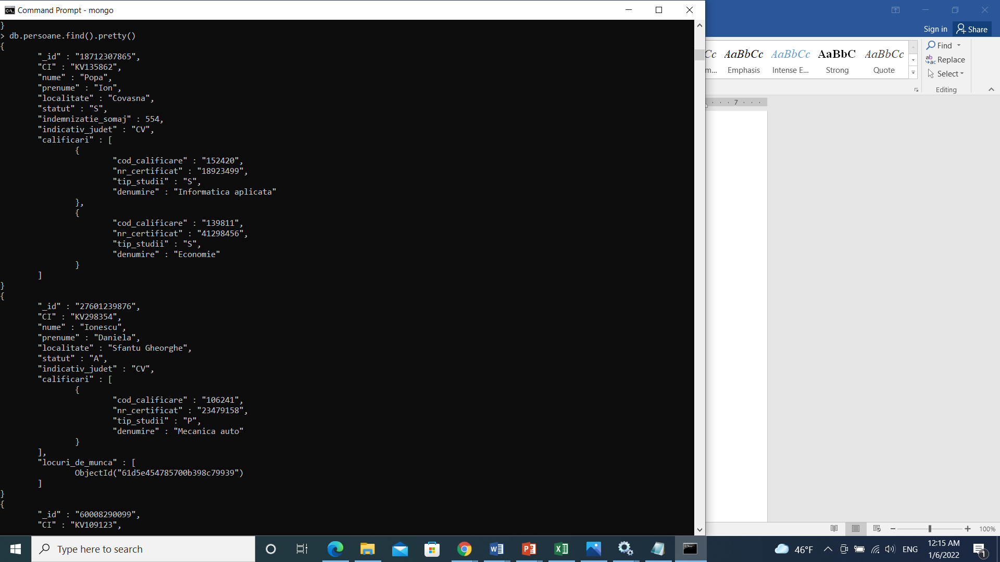 Command Prompt - mongo
}
> db.persoane.find().pretty()
{
"_id" : "18712307865",
"CI" : "KV135862",
"nume" : "Popa",
"prenume" : "Ion",
"localitate" : "Covasna",
"statut" : "S",
"indemnizatie_somaj" : 554,
"indicativ_judet" : "CV",
"calificari" : [
{
"cod_calificare" : "152420",
"nr_certificat" : "18923499",
"tip_studii" : "S",
"denumire" : "Informatica aplicata"
},
{
"cod_calificare" : "139811",
"nr_certificat" : "41298456",
"tip_studii" : "S",
"denumire" : "Economie"
}
]
}
{
"_id" : "27601239876",
"CI" : "KV298354",
"nume" : "Ionescu",
"prenume" : "Daniela",
"localitate" : "Sfantu Gheorghe",
"statut" : "A",
"indicativ_judet" : "CV",
"calificari" : [
{
"cod_calificare" : "106241",
"nr_certificat" : "23479158",
"tip_studii" : "P",
"denumire" : "Mecanica auto"
}
],
"locuri_de_munca" : [
ObjectId("61d5e454785700b398c79939")
]
}
{
"_id" : "60008290099",
"CI" : "KV109123",
Sign in Share
Cc AaBbCc AaBbCc AaBbC AaBbCc
m... Emphasis Intense E... Strong Quote
Find
Replace
Select
Editing
7
100%
Type here to search
46°F
ENG
12:15 AM
1/6/2022
1